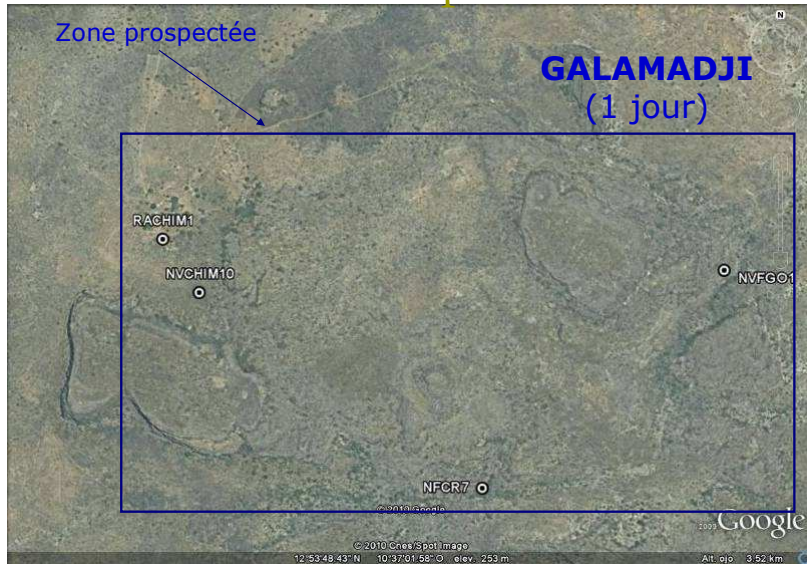 Zone prospectée
GALAMADJI
(1 jour)
N
RACHIM1
NVCHIM10
NVFGO1
NFCR7
© 2010 Google
2009 Google
© 2010 Cnes/Spot Image
12°53'48.43" N 10°37'01.58" O elev. 253 m
Alt. ojo 3.52 km